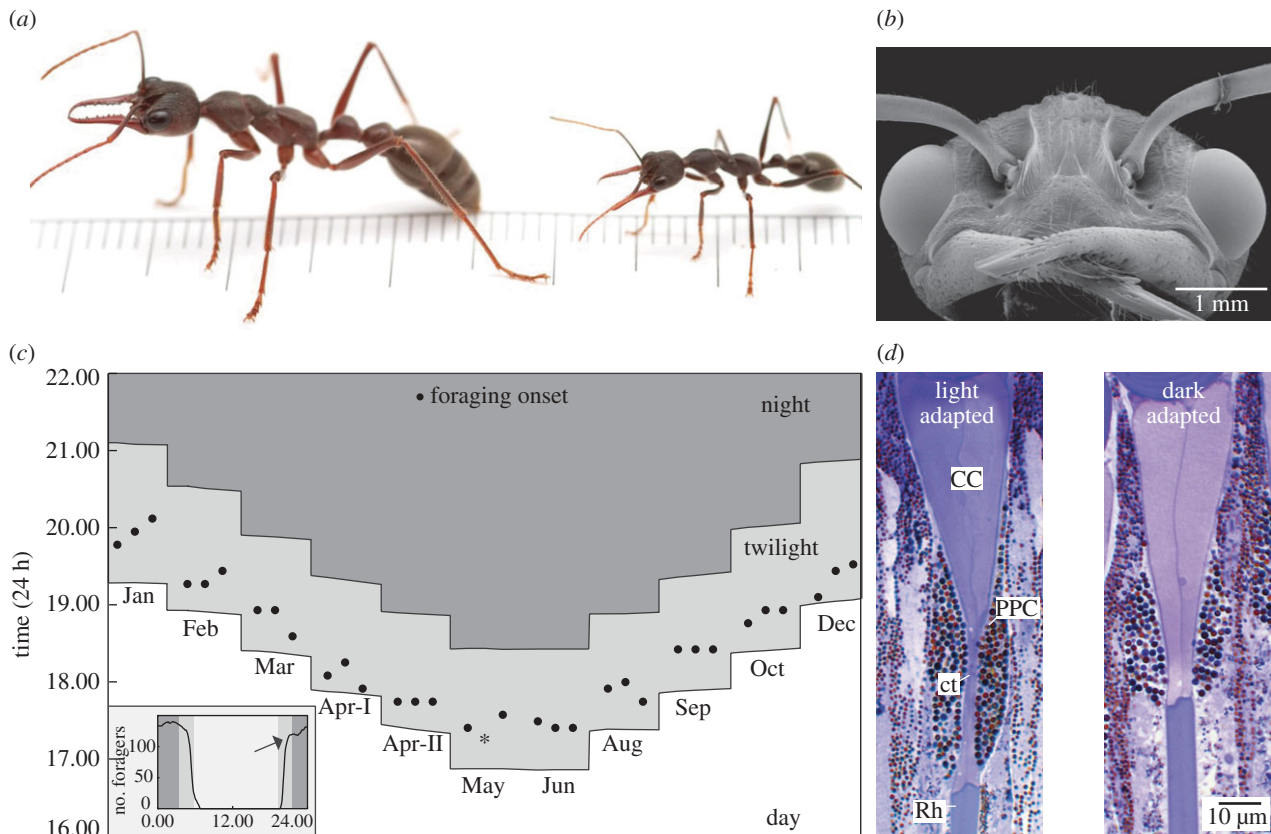 (a)
(b)
1 mm
(c)
22.00
21.00
20.00
19.00
18.00
17.00
16.00
time (24 h)
foraging onset
night
twilight
day
Jan
Feb
Mar
Apr-I
Apr-II
May
*
Jun
Aug
Sep
Oct
Dec
no. foragers
100
50
0
0.00
12.00
24.00
(d)
light
adapted
CC
PPC
ct
Rh
dark
adapted
10 µm